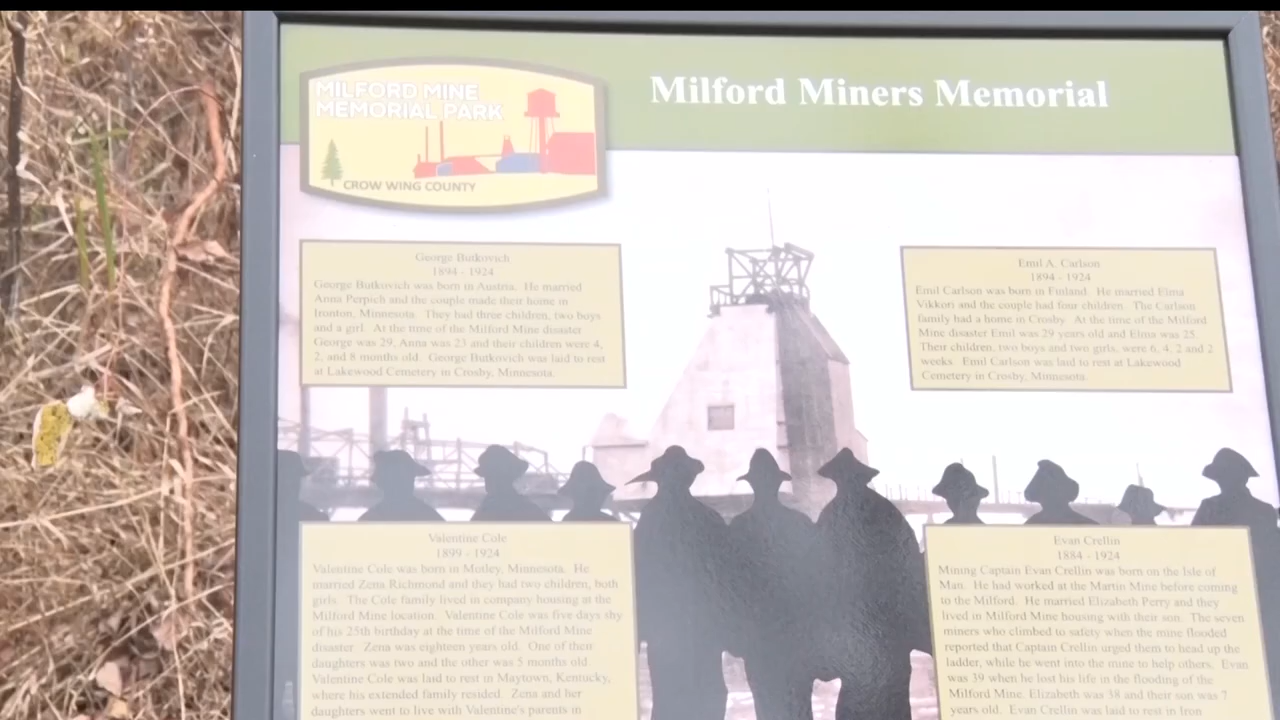 MILFORD MINE
MEMORIAL PARK
CROW WING COUNTY
Milford Miners Memorial
George Butkovich
1894 - 1924
George Butkovich was born in Austria. He married
Anna Perpich and the couple made their home in
Ironton, Minnesota. They had three children, two boys
and a girl. At the time of the Milford Mine disaster
George was 29, Anna was 23 and their children were 4,
2, and 8 months old. George Butkovich was laid to rest
at Lakewood Cemetery in Crosby, Minnesota.
Emil A. Carlson
1894 - 1924
Emil Carlson was born in Finland. He married Elma
Vikkori and the couple had four children. The Carlson
family had a home in Crosby. At the time of the Milford
Mine disaster Emil was 29 years old and Elma was 25.
Their children, two boys and two girls, were 6, 4, 2 and 2
weeks. Emil Carlson was laid to rest at Lakewood
Cemetery in Crosby, Minnesota.
Valentine Cole
1899 - 1924
Valentine Cole was born in Motley, Minnesota. He
married Zena Richmond and they had two children, both
girls. The Cole family lived in company housing at the
Milford Mine location. Valentine Cole was five days shy
of his 25th birthday at the time of the Milford Mine
disaster. Zena was eighteen years old. One of their
daughters was two and the other was 5 months old.
Valentine Cole was laid to rest in Maytown, Kentucky,
where his extended family resided. Zena and her
daughters went to live with Valentine's parents in
Evan Crellin
1884 - 1924
Mining Captain Evan Crellin was born on the Isle of
Man. He had worked at the Martin Mine before coming
to the Milford. He married Elizabeth Perry and they
lived in Milford Mine housing with their son. The seven
miners who climbed to safety when the mine flooded
reported that Captain Crellin urged them to head up the
ladder, while he went into the mine to help others. Evan
was 39 when he lost his life in the flooding of the
Milford Mine. Elizabeth was 38 and their son was 7
years old. Evan Crellin was laid to rest in Iron